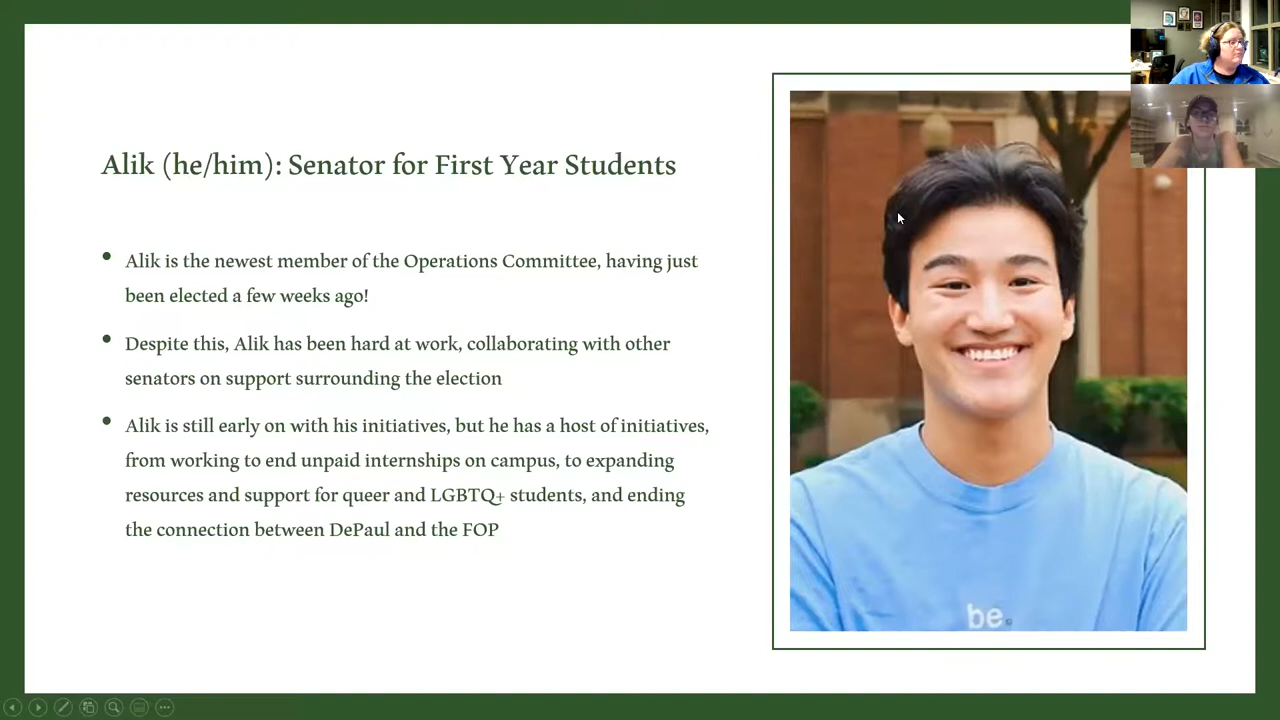 Alik (he/him): Senator for First Year Students
Alik is the newest member of the Operations Committee, having just
been elected a few weeks ago!
Despite this, Alik has been hard at work, collaborating with other
senators on support surrounding the election
Alik is still early on with his initiatives, but he has a host of initiatives,
from working to end unpaid internships on campus, to expanding
resources and support for queer and LGBTQ+ students, and ending
the connection between DePaul and the FOP
be.